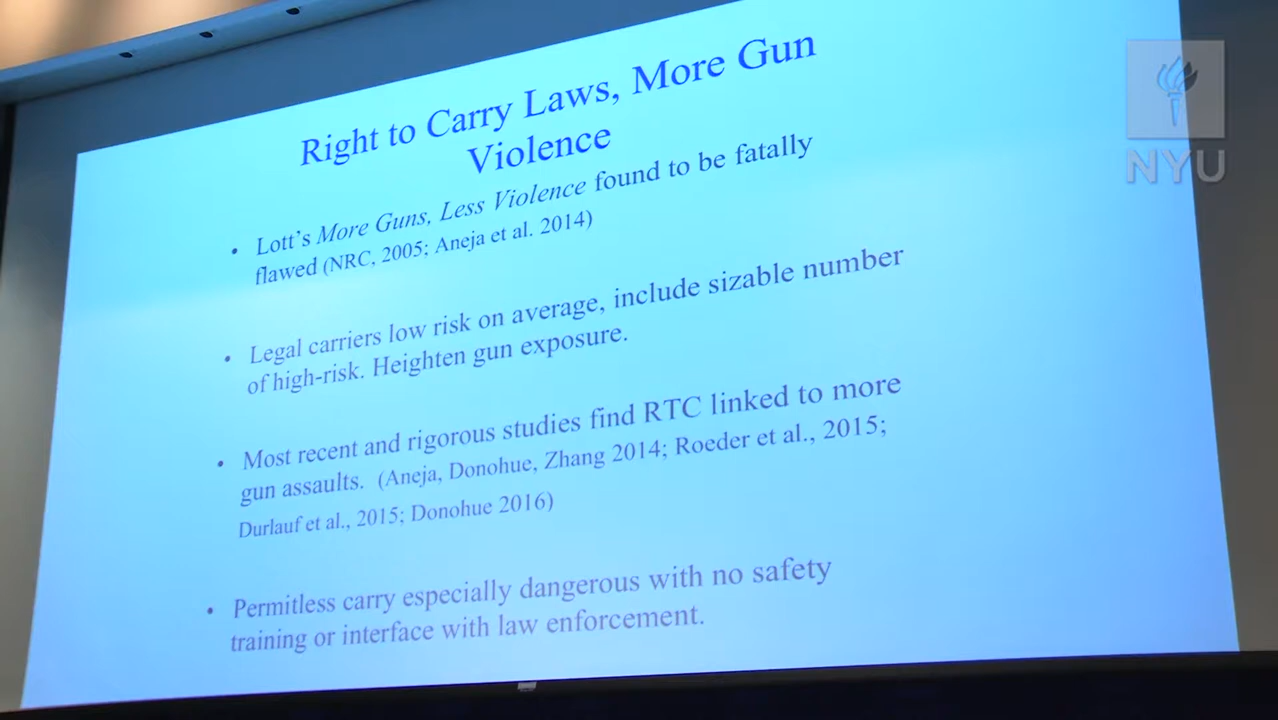 Right to Carry Laws, More Gun
Violence
• Lott's More Guns, Less Violence found to be fatally
flawed (NRC, 2005; Aneja et al. 2014)
• Legal carriers low risk on average, include sizable number
of high-risk. Heighten gun exposure.
• Most recent and rigorous studies find RTC linked to more
gun assaults. (Aneja, Donohue, Zhang 2014; Roeder et al., 2015;
Durlauf et al., 2015; Donohue 2016)
• Permitless carry especially dangerous with no safety
training or interface with law enforcement.
NYU